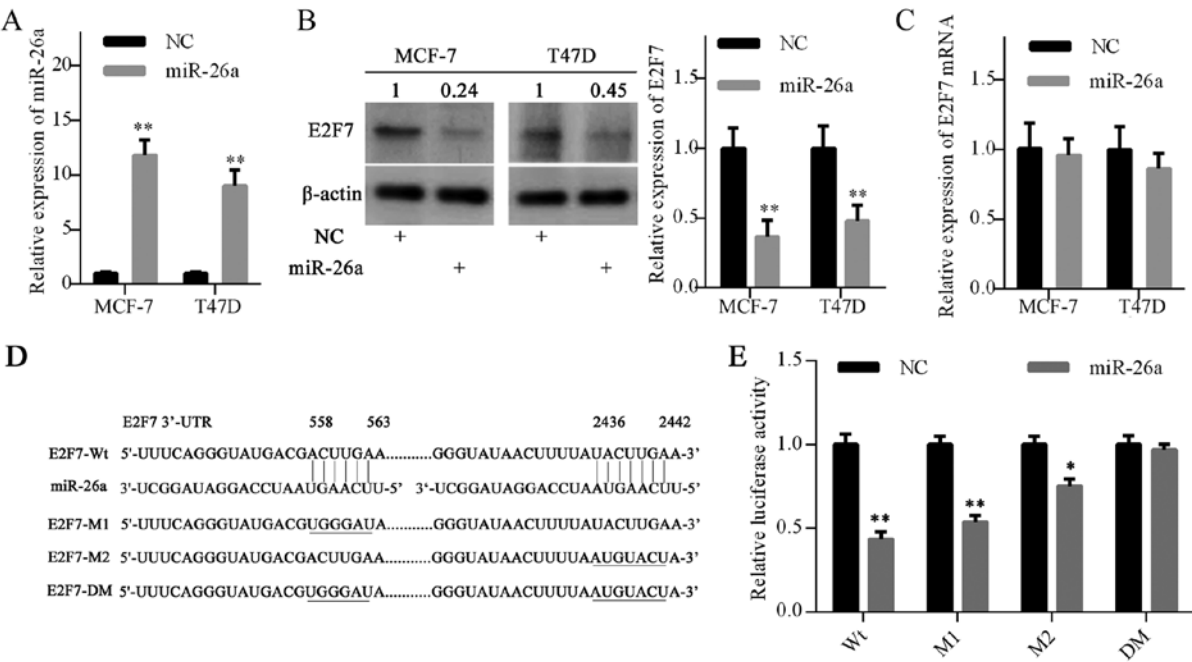 A
Relative expression of miR-26a
NC
miR-26a
20
15
10
5
0
**
**
MCF-7 T47D
B
MCF-7 T47D
1 0.24 1 0.45
E2F7
β-actin
NC + +
miR-26a + +
Relative expression of E2F7
NC
miR-26a
1.5
1.0
0.5
0.0
**
**
MCF-7 T47D
C
Relative expression of E2F7 mRNA
NC
miR-26a
1.5
1.0
0.5
0.0
MCF-7 T47D
D
E2F7 3’-UTR 558 563 2436 2442
E2F7-Wt 5'-UUUCAGGGUAUGACGACUUGAA...........GGGUAUAACUUUUAUACUUGAA-3’
miR-26a 3'-UCGGAUAGGACCUAAUGAACUU-5’ 3‘-UCGGAUAGGACCUAAUGAACUU-5’
E2F7-M1 5'-UUUCAGGGUAUGACGUGGGAUA...........GGGUAUAACUUUUAUACUUGAA-3’
E2F7-M2 5'-UUUCAGGGUAUGACGACUUGAA...........GGGUAUAACUUUUAAUGUACUA-3’
E2F7-DM 5'-UUUCAGGGUAUGACGUGGGAUA...........GGGUAUAACUUUUAAUGUACUA-3’
E
Relative luciferase activity
NC miR-26a
1.5
1.0
0.5
0.0
**
**
*
Wt M1 M2 DM